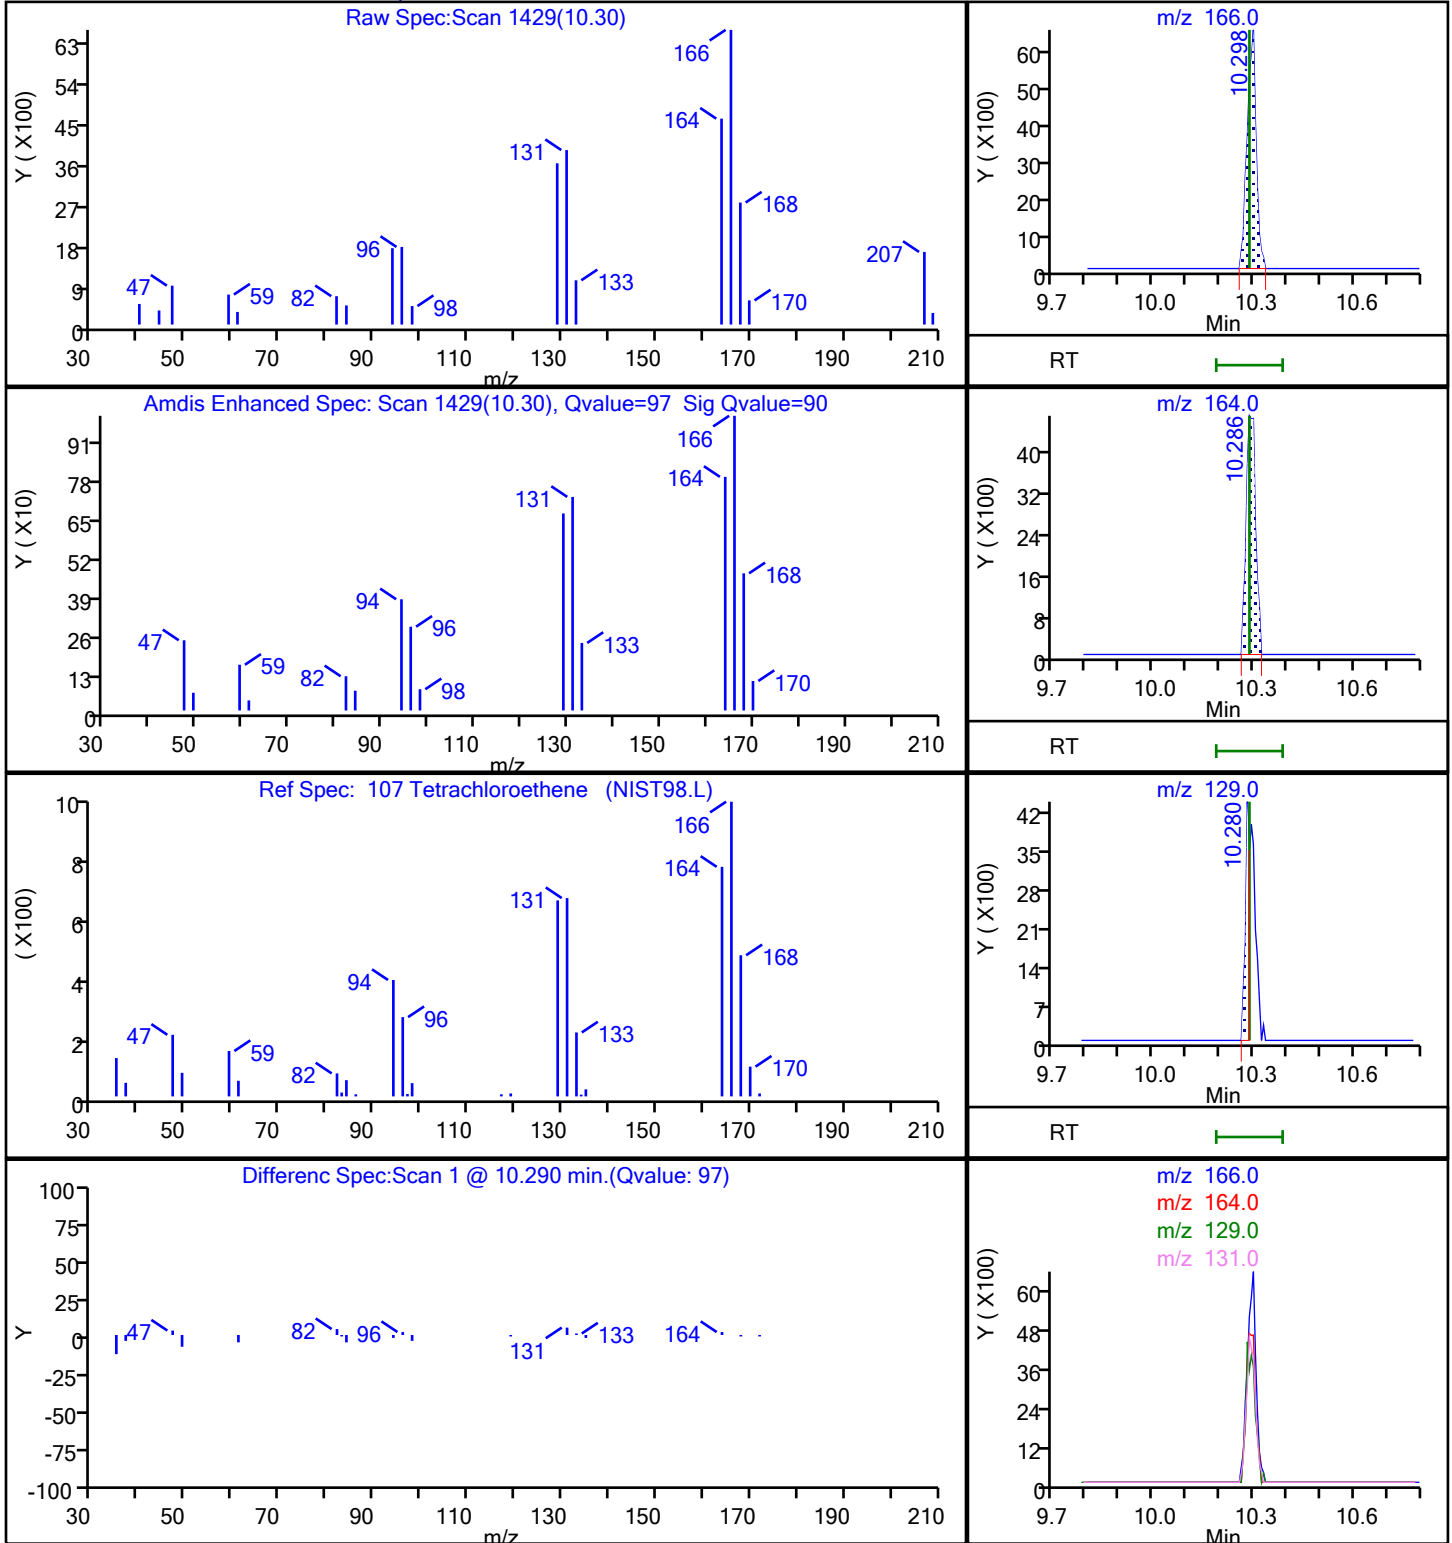 Raw Spec:Scan 1429(10.30)
Y ( X100)
63
54
45
36
27
18
9
0
47
59
82
96
98
131
133
164
166
168
170
207
30 50 70 90 110 130 150 170 190 210
m/z
m/z 166.0
Y ( X100)
60
50
40
30
20
10
0
10.298
9.7 10.0 10.3 10.6
Min
RT
Amdis Enhanced Spec: Scan 1429(10.30), Qvalue=97 Sig Qvalue=90
Y ( X10)
91
78
65
52
39
26
13
0
47
59
82
94
96
98
131
133
164
166
168
170
30 50 70 90 110 130 150 170 190 210
m/z
m/z 164.0
Y ( X100)
40
32
24
16
8
0
10.286
9.7 10.0 10.3 10.6
Min
RT
Ref Spec: 107 Tetrachloroethene (NIST98.L)
( X100)
10
8
6
4
2
0
47
59
82
94
96
131
133
164
166
168
170
30 50 70 90 110 130 150 170 190 210
m/z 129.0
Y ( X100)
42
35
28
21
14
7
0
10.280
9.7 10.0 10.3 10.6
Min
RT
Differenc Spec:Scan 1 @ 10.290 min.(Qvalue: 97)
Y
100
75
50
25
0
-25
-50
-75
-100
47
82
96
131
133
164
30 50 70 90 110 130 150 170 190 210
m/z
m/z 166.0
m/z 164.0
m/z 129.0
m/z 131.0
Y ( X100)
60
48
36
24
12
0
9.7 10.0 10.3 10.6
Min